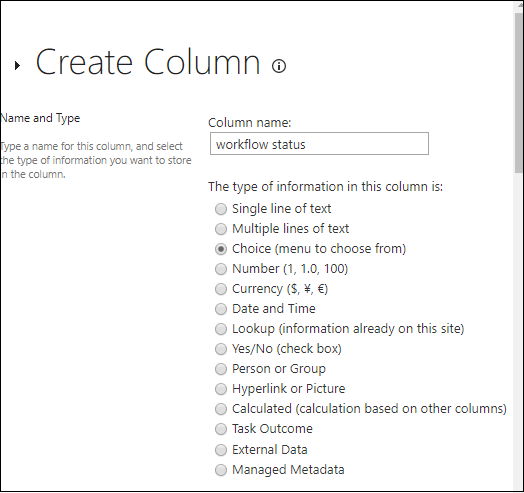 Create Column
Name and Type
Type a name for this column, and select
the type of information you want to store
in the column.
Column name:
workflow status
The type of information in this column is:
Single line of text
Multiple lines of text
Choice (menu to choose from)
Number (1, 1.0, 100)
Currency ($, ¥, €)
Date and Time
Lookup (information already on this site)
Yes/No (check box)
Person or Group
Hyperlink or Picture
Calculated (calculation based on other columns)
Task Outcome
External Data
Managed Metadata